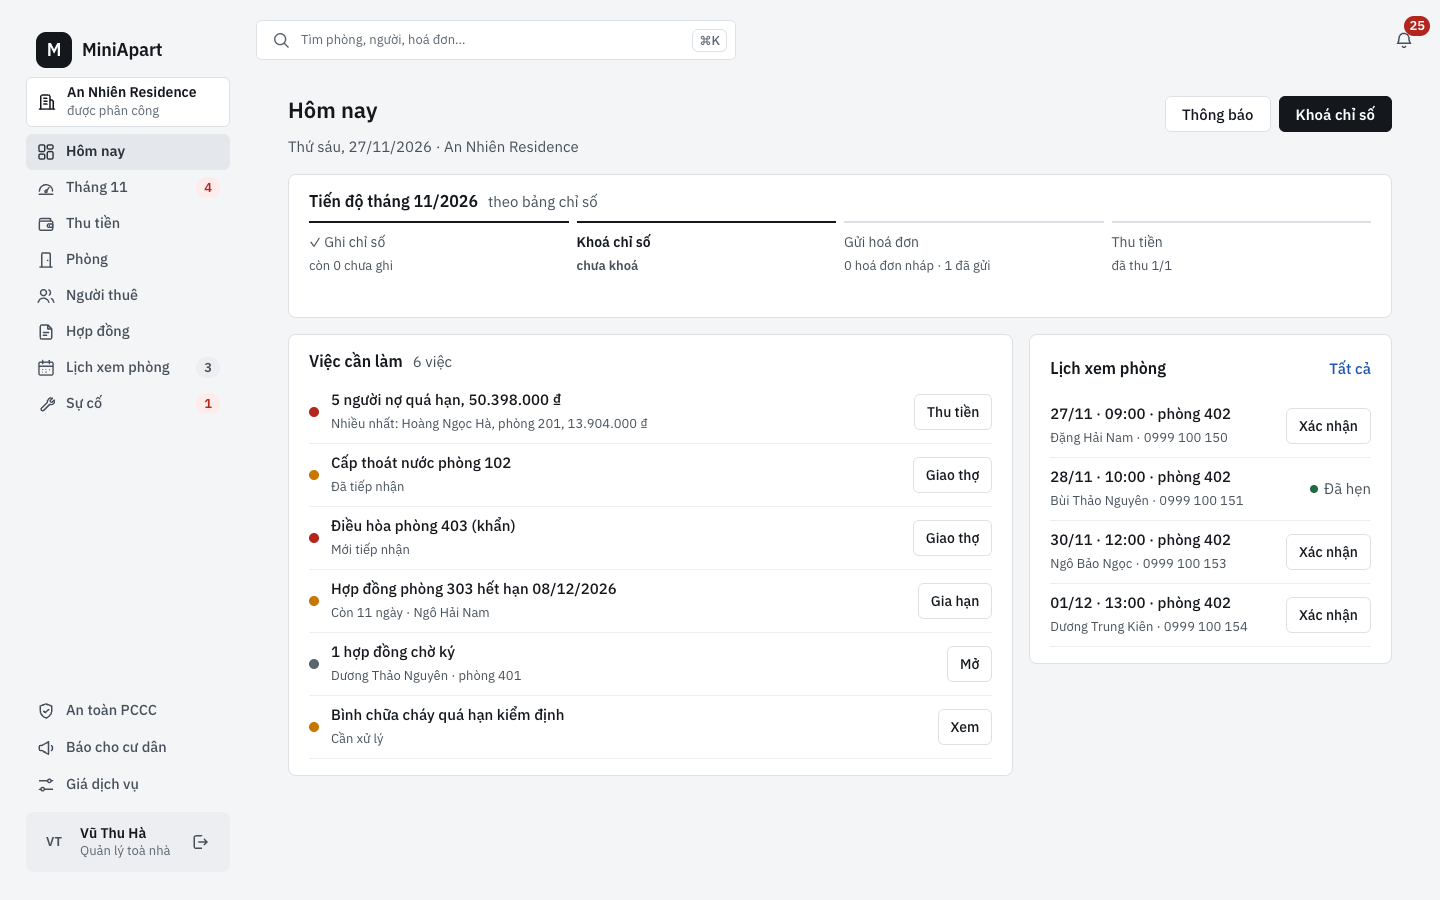 M MiniApart
An Nhiên Residence
được phân công
Hôm nay
Tháng 11 4
Thu tiền
Phòng
Người thuê
Hợp đồng
Lịch xem phòng 3
Sự cố 1
An toàn PCCC
Báo cho cư dân
Giá dịch vụ
VT Vũ Thu Hà
Quản lý toà nhà
Tìm phòng, người, hoá đơn... ⌘K
25
Hôm nay
Thứ sáu, 27/11/2026 · An Nhiên Residence
Thông báo
Khoá chỉ số
Tiến độ tháng 11/2026 theo bảng chỉ số
✓ Ghi chỉ số
còn 0 chưa ghi
Khoá chỉ số
chưa khoá
Gửi hoá đơn
0 hoá đơn nháp · 1 đã gửi
Thu tiền
đã thu 1/1
Việc cần làm 6 việc
5 người nợ quá hạn, 50.398.000 ₫
Nhiều nhất: Hoàng Ngọc Hà, phòng 201, 13.904.000 ₫
Thu tiền
Cấp thoát nước phòng 102
Đã tiếp nhận
Giao thợ
Điều hòa phòng 403 (khẩn)
Mới tiếp nhận
Giao thợ
Hợp đồng phòng 303 hết hạn 08/12/2026
Còn 11 ngày · Ngô Hải Nam
Gia hạn
1 hợp đồng chờ ký
Dương Thảo Nguyên · phòng 401
Mở
Bình chữa cháy quá hạn kiểm định
Cần xử lý
Xem
Lịch xem phòng Tất cả
27/11 · 09:00 · phòng 402
Đặng Hải Nam · 0999 100 150
Xác nhận
28/11 · 10:00 · phòng 402
Bùi Thảo Nguyên · 0999 100 151
Đã hẹn
30/11 · 12:00 · phòng 402
Ngô Bảo Ngọc · 0999 100 153
Xác nhận
01/12 · 13:00 · phòng 402
Dương Trung Kiên · 0999 100 154
Xác nhận